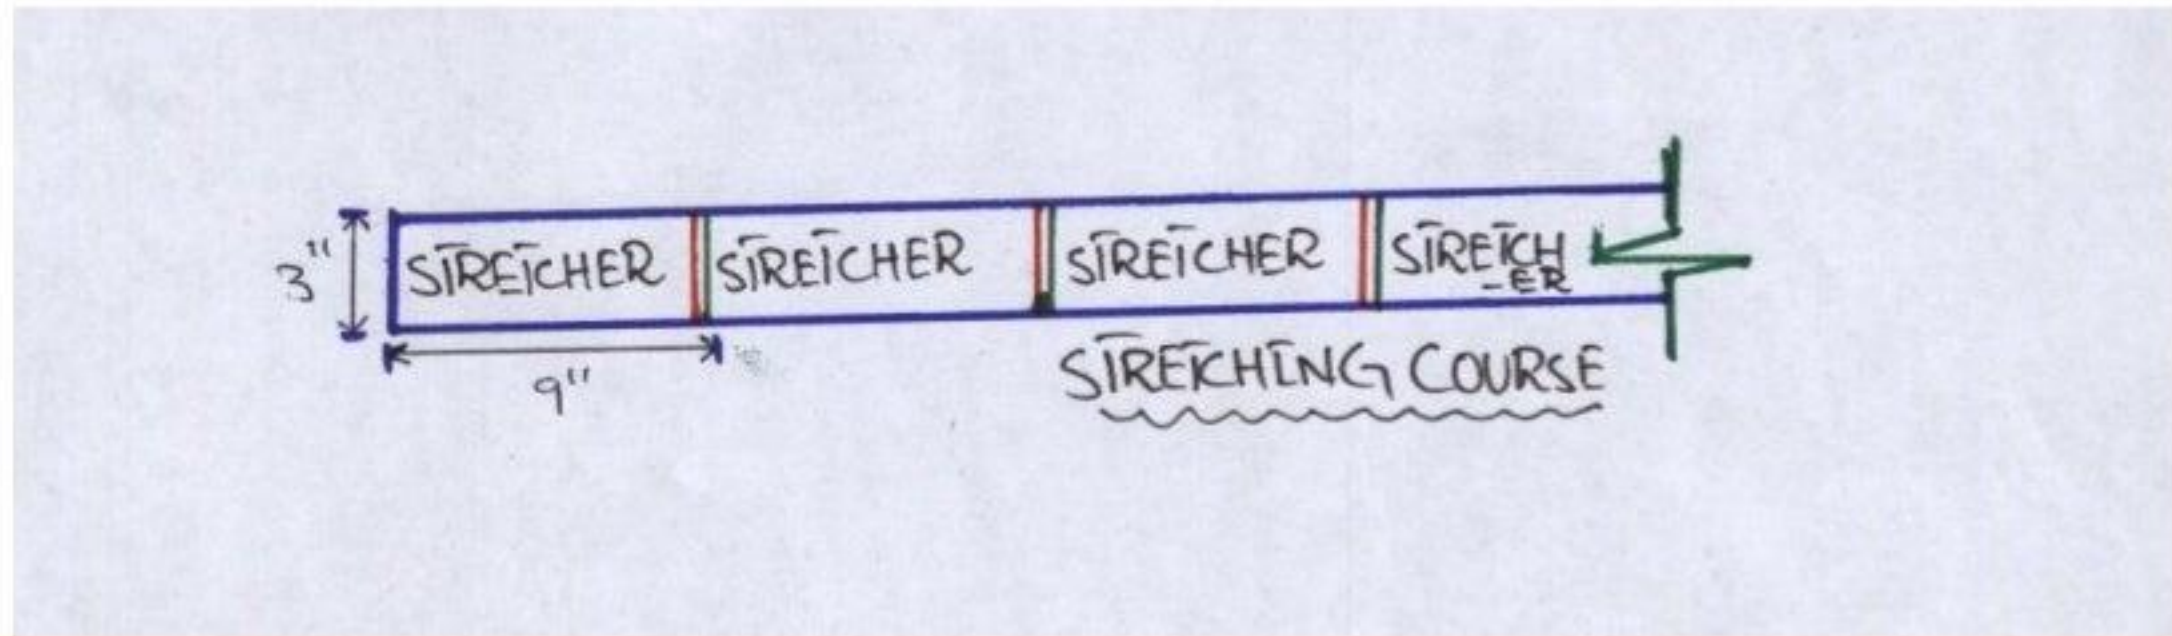 3"
STRETCHER STRETCHER STRETCHER STRETCH
-ER
9"
STRETCHING COURSE